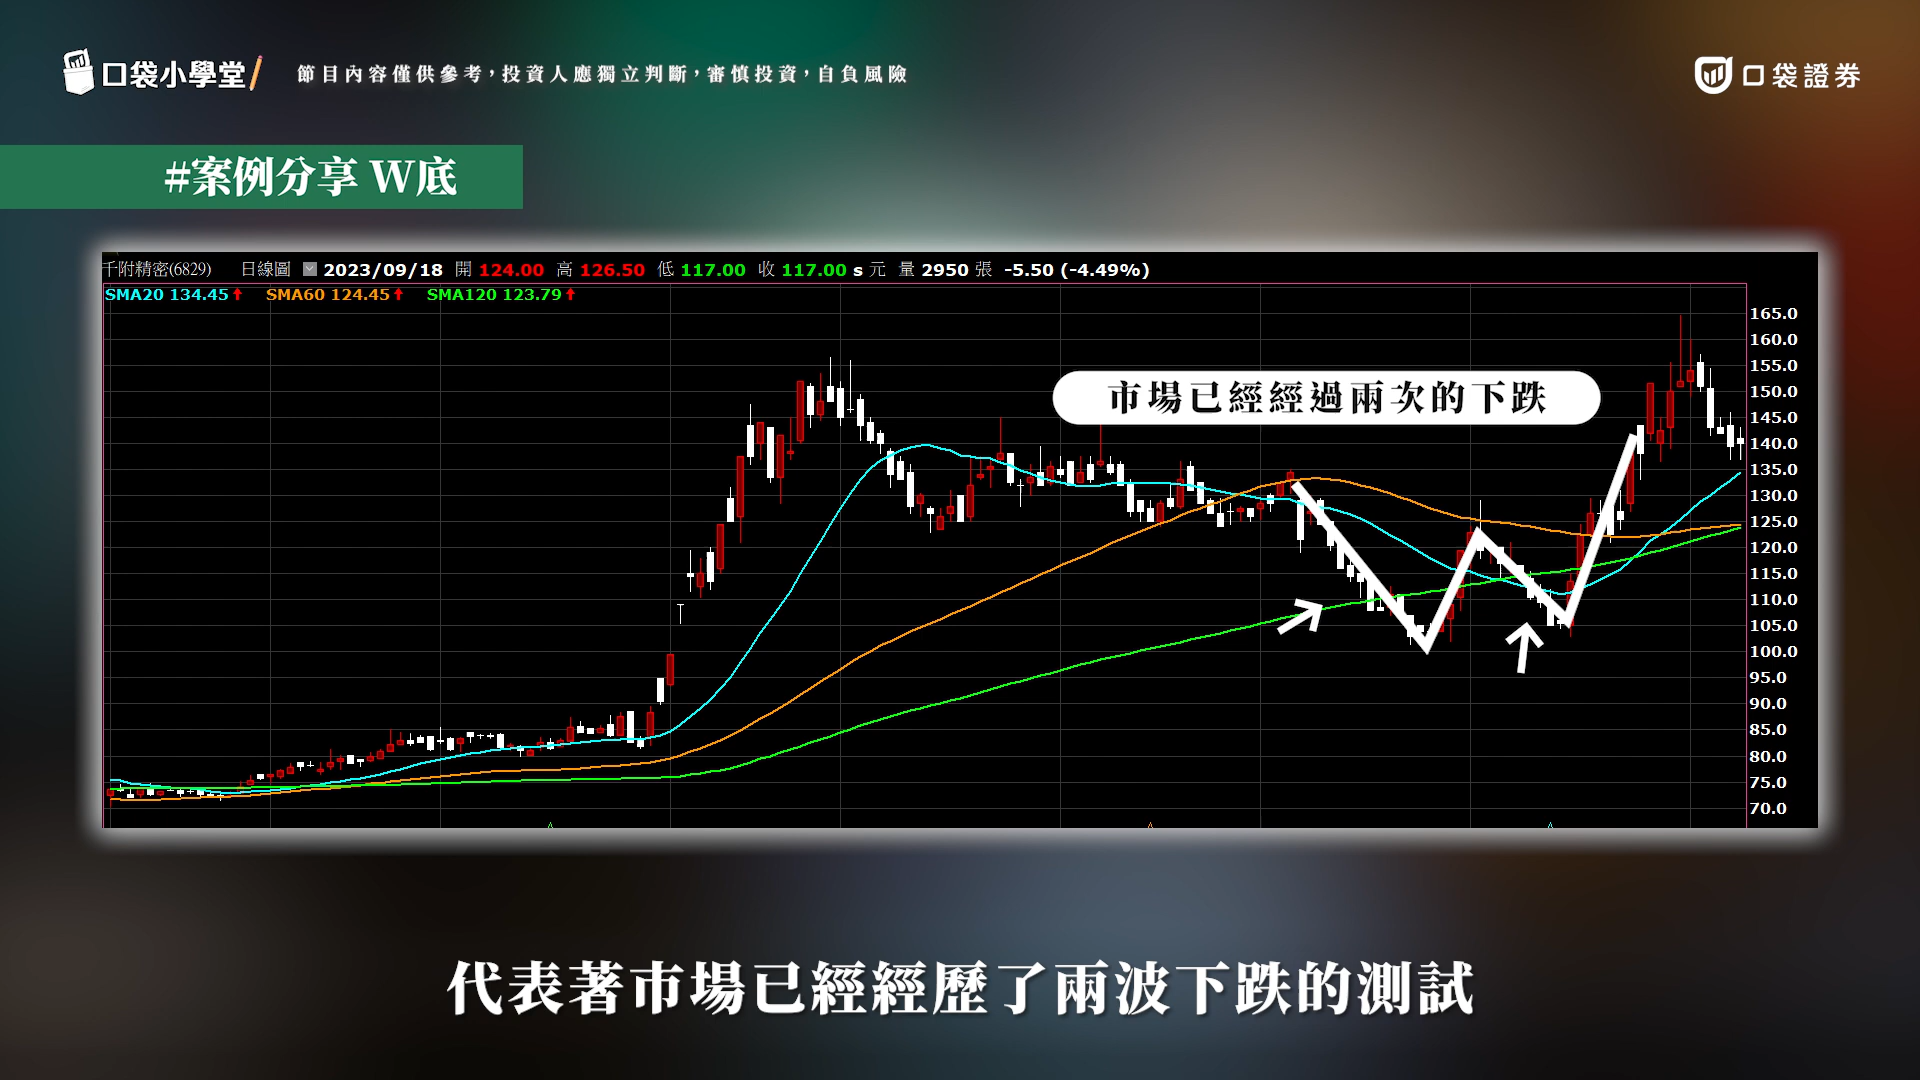 口袋小學堂
節目內容僅供參考，投資人應獨立判斷，審慎投資，自負風險
口袋證券
#案例分享 W底
千附精密(6829) 日線圖 2023/09/18 開 124.00 高 126.50 低 117.00 收 117.00 s 元 量 2950 張 -5.50 (-4.49%)
SMA20 134.45 SMA60 124.45 SMA120 123.79
165.0
160.0
155.0
150.0
145.0
140.0
135.0
130.0
125.0
120.0
115.0
110.0
105.0
100.0
95.0
90.0
85.0
80.0
75.0
70.0
市場已經經過兩次的下跌
代表著市場已經經歷了兩波下跌的測試